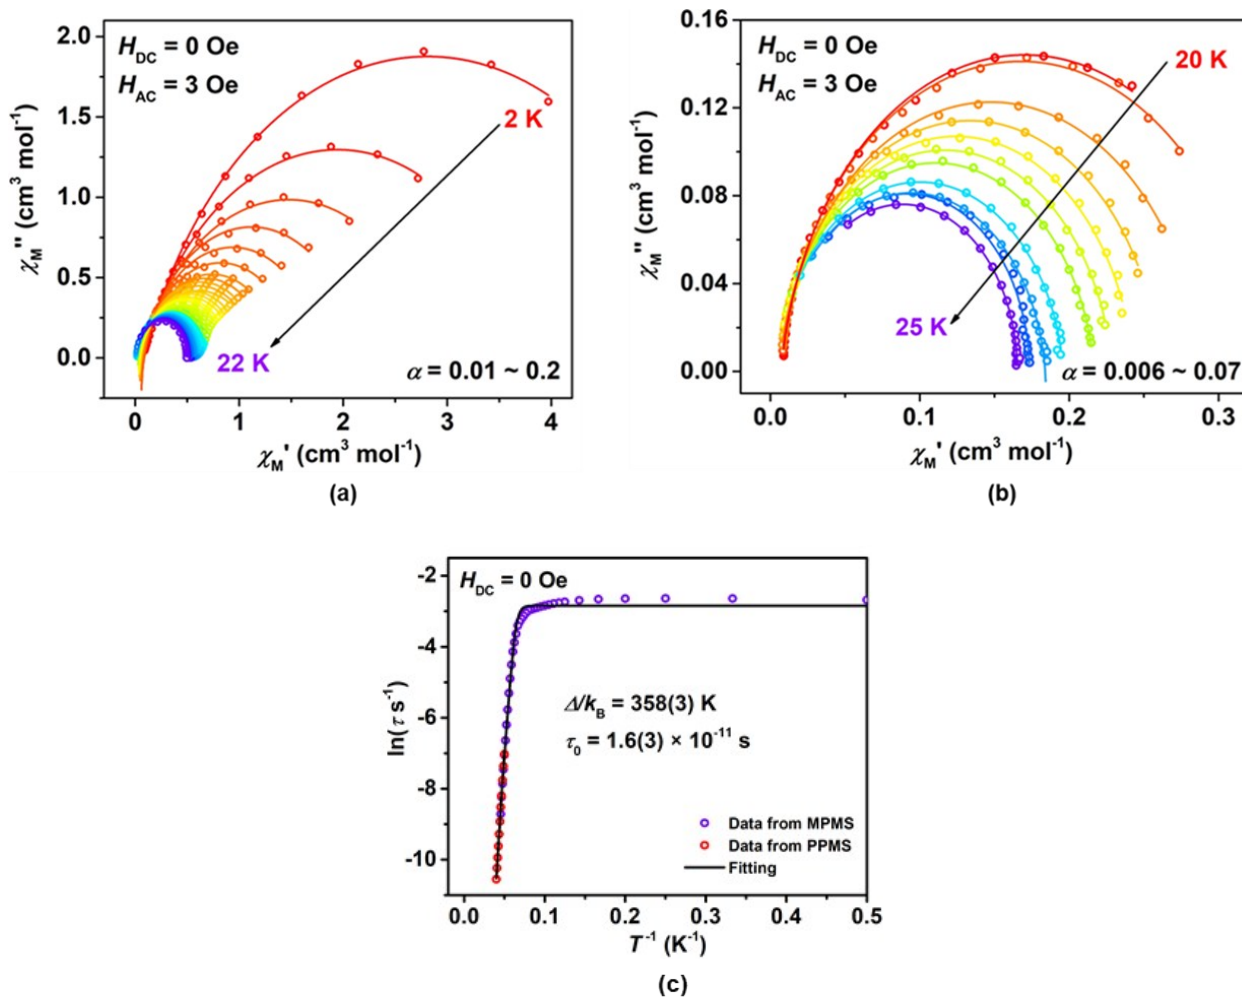 H_DC = 0 Oe
H_AC = 3 Oe
2 K
22 K
α = 0.01 ~ 0.2
2.0
1.5
1.0
0.5
0.0
0 1 2 3 4
χ_M'' (cm³ mol⁻¹)
χ_M' (cm³ mol⁻¹)
(a)
H_DC = 0 Oe
H_AC = 3 Oe
20 K
25 K
α = 0.006 ~ 0.07
0.16
0.12
0.08
0.04
0.00
0.0 0.1 0.2 0.3
χ_M'' (cm³ mol⁻¹)
χ_M' (cm³ mol⁻¹)
(b)
H_DC = 0 Oe
Δ/k_B = 358(3) K
τ₀ = 1.6(3) × 10⁻¹¹ s
Data from MPMS
Data from PPMS
Fitting
-2
-4
-6
-8
-10
0.0 0.1 0.2 0.3 0.4 0.5
ln(τ s⁻¹)
T⁻¹ (K⁻¹)
(c)